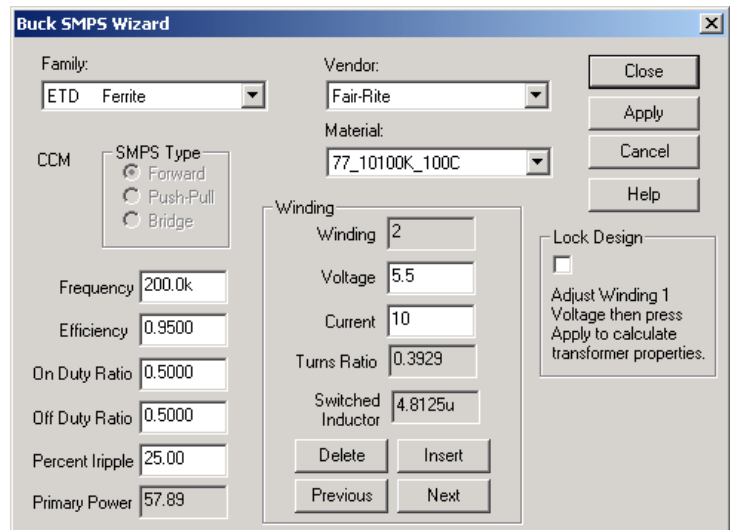 Buck SMPS Wizard
Family:
ETD Ferrite
Vendor:
Fair-Rite
Material:
77_10100K_100C
Close
Apply
Cancel
Help
CCM
SMPS Type
Forward
Push-Pull
Bridge
Frequency 200.0k
Efficiency 0.9500
On Duty Ratio 0.5000
Off Duty Ratio 0.5000
Percent Iripple 25.00
Primary Power 57.89
Winding
Winding 2
Voltage 5.5
Current 10
Turns Ratio 0.3929
Switched
Inductor 4.8125u
Delete Insert
Previous Next
Lock Design
Adjust Winding 1
Voltage then press
Apply to calculate
transformer properties.